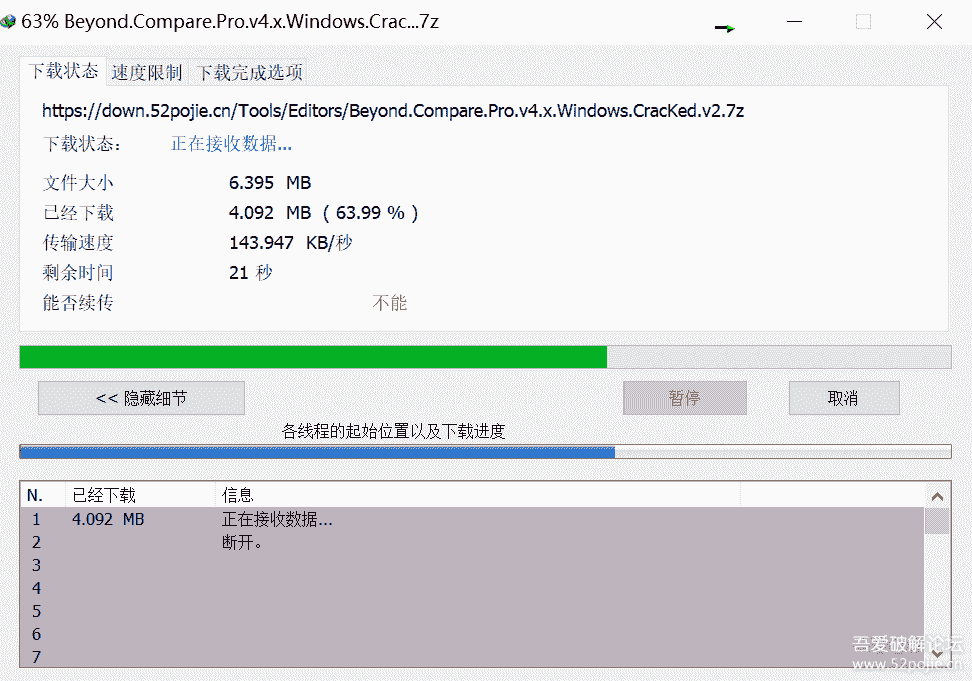 63% Beyond.Compare.Pro.v4.x.Windows.Crac...7z
下载状态 速度限制 下载完成选项
https://down.52pojie.cn/Tools/Editors/Beyond.Compare.Pro.v4.x.Windows.CracKed.v2.7z
下载状态： 正在接收数据...
文件大小 6.395 MB
已经下载 4.092 MB ( 63.99 % )
传输速度 143.947 KB/秒
剩余时间 21 秒
能否续传 不能
<< 隐藏细节 暂停 取消
各线程的起始位置以及下载进度
N. 已经下载 信息
1 4.092 MB 正在接收数据...
2 断开。
3
4
5
6
7
吾爱破解论坛
www.52pojie.cn